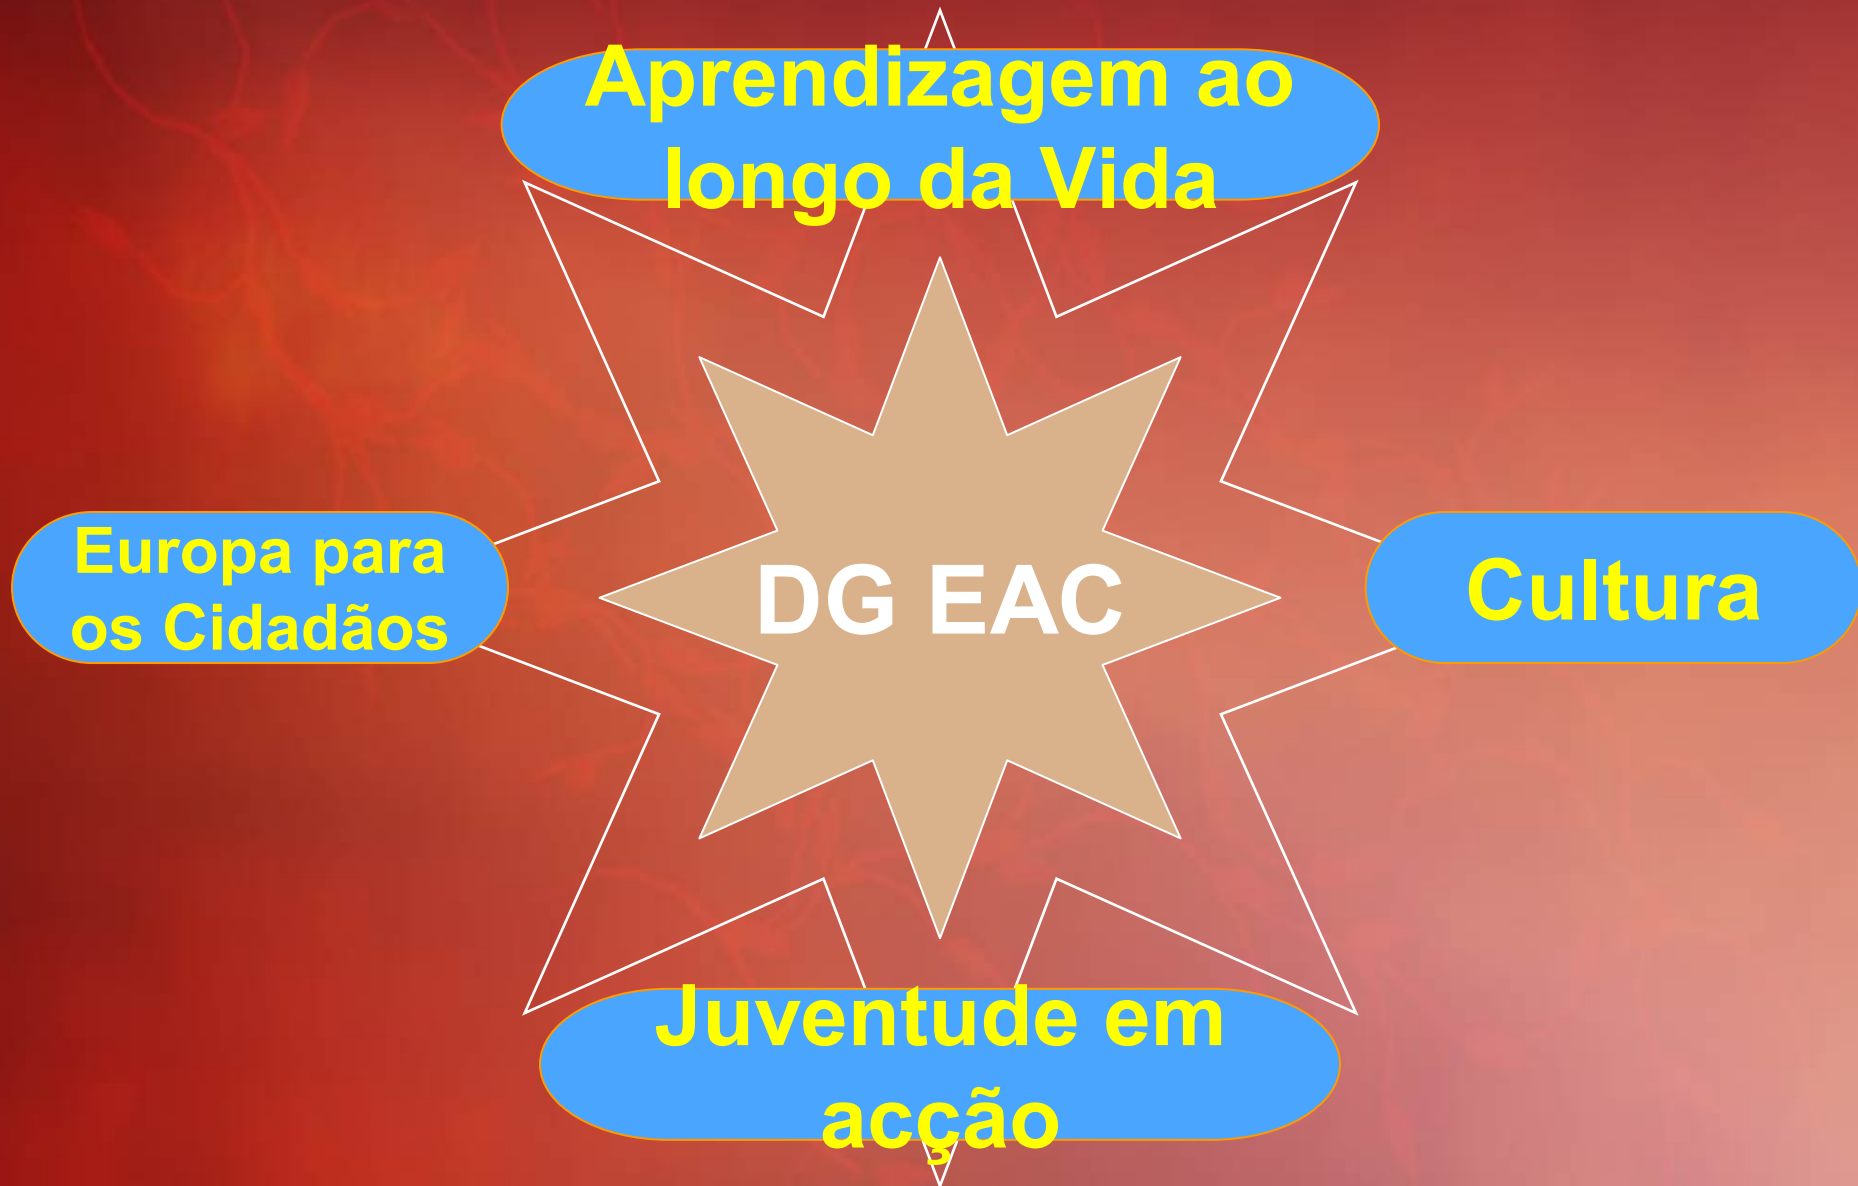 Aprendizagem ao
longo da Vida
Europa para
os Cidadãos
DG EAC
Cultura
Juventude em
acção